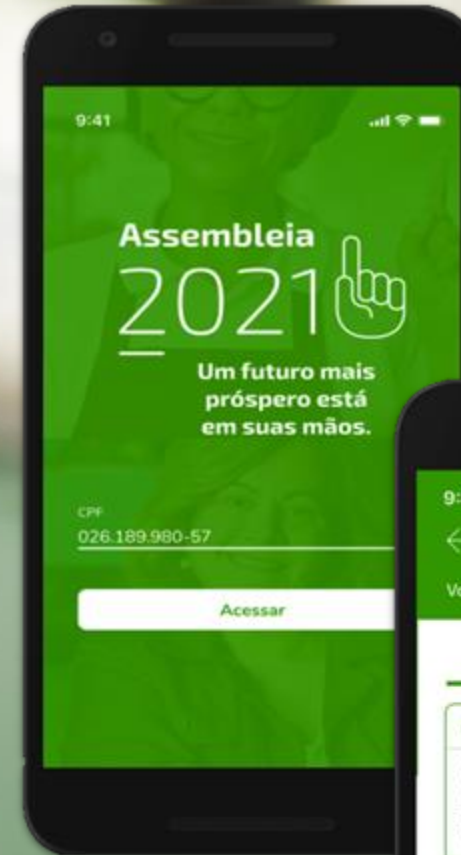 9:41
Assembleia
2021
Um futuro mais
próspero está
em suas mãos.
CPF
026.189.980-57
Acessar